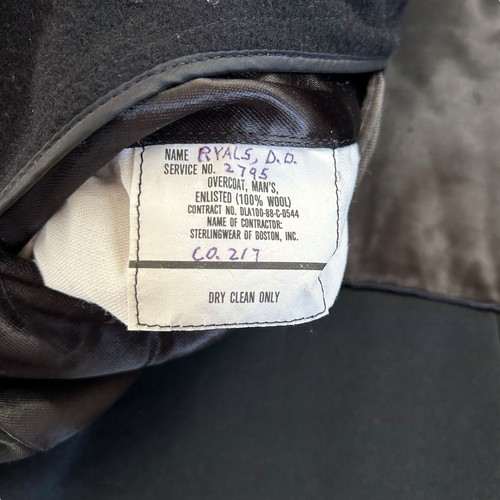 NAME RYALS, D.D.
SERVICE NO. 2795
OVERCOAT, MAN'S,
ENLISTED (100% WOOL)
CONTRACT NO. DLA100-88-C-0544
NAME OF CONTRACTOR:
STERLINGWEAR OF BOSTON, INC.
CO. 217
DRY CLEAN ONLY